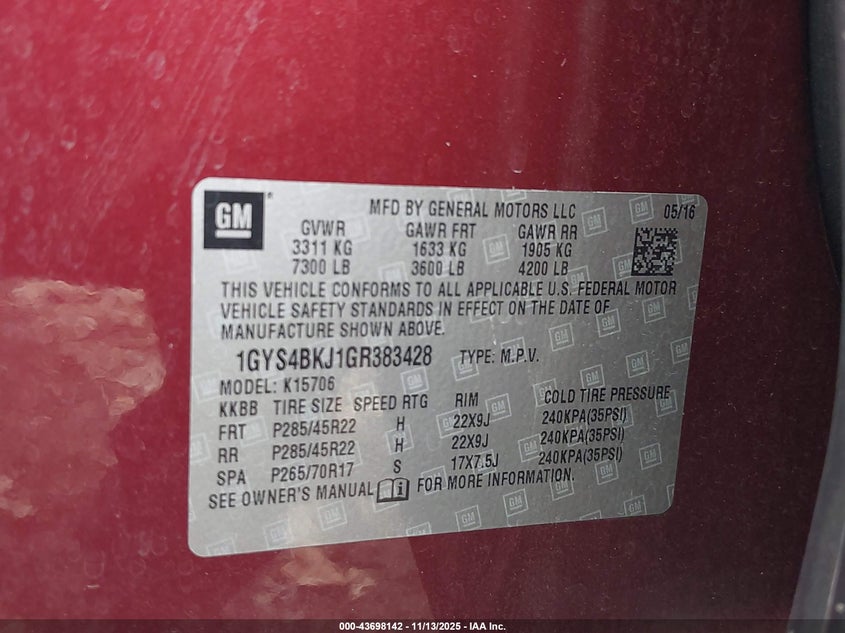 GM
MFD BY GENERAL MOTORS LLC 05/16
GVWR GAWR FRT GAWR RR
3311 KG 1633 KG 1905 KG
7300 LB 3600 LB 4200 LB
THIS VEHICLE CONFORMS TO ALL APPLICABLE U.S. FEDERAL MOTOR
VEHICLE SAFETY STANDARDS IN EFFECT ON THE DATE OF
MANUFACTURE SHOWN ABOVE.
1GYS4BKJ1GR383428 TYPE: M.P.V.
MODEL: K15706
KKBB TIRE SIZE SPEED RTG RIM COLD TIRE PRESSURE
FRT P285/45R22 H 22X9J 240KPA(35PSI)
RR P285/45R22 H 22X9J 240KPA(35PSI)
SPA P265/70R17 S 17X7.5J 240KPA(35PSI)
SEE OWNER'S MANUAL FOR MORE INFORMATION.
000-43698142 - 11/13/2025 - IAA Inc.